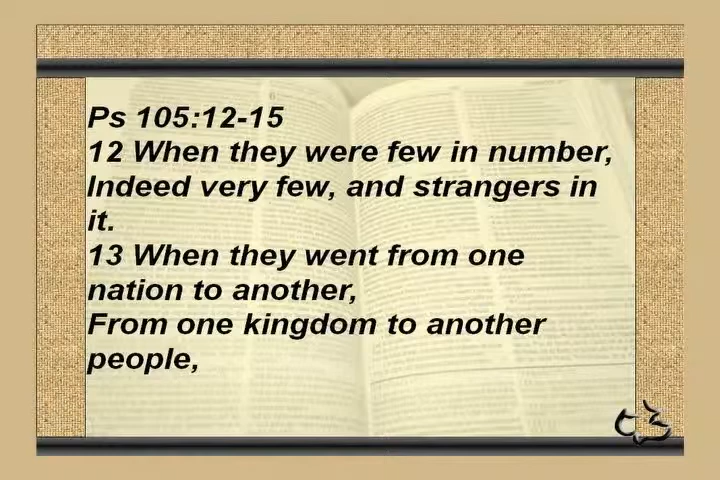 Ps 105:12-15
12 When they were few in number,
Indeed very few, and strangers in
it.
13 When they went from one
nation to another,
From one kingdom to another
people,